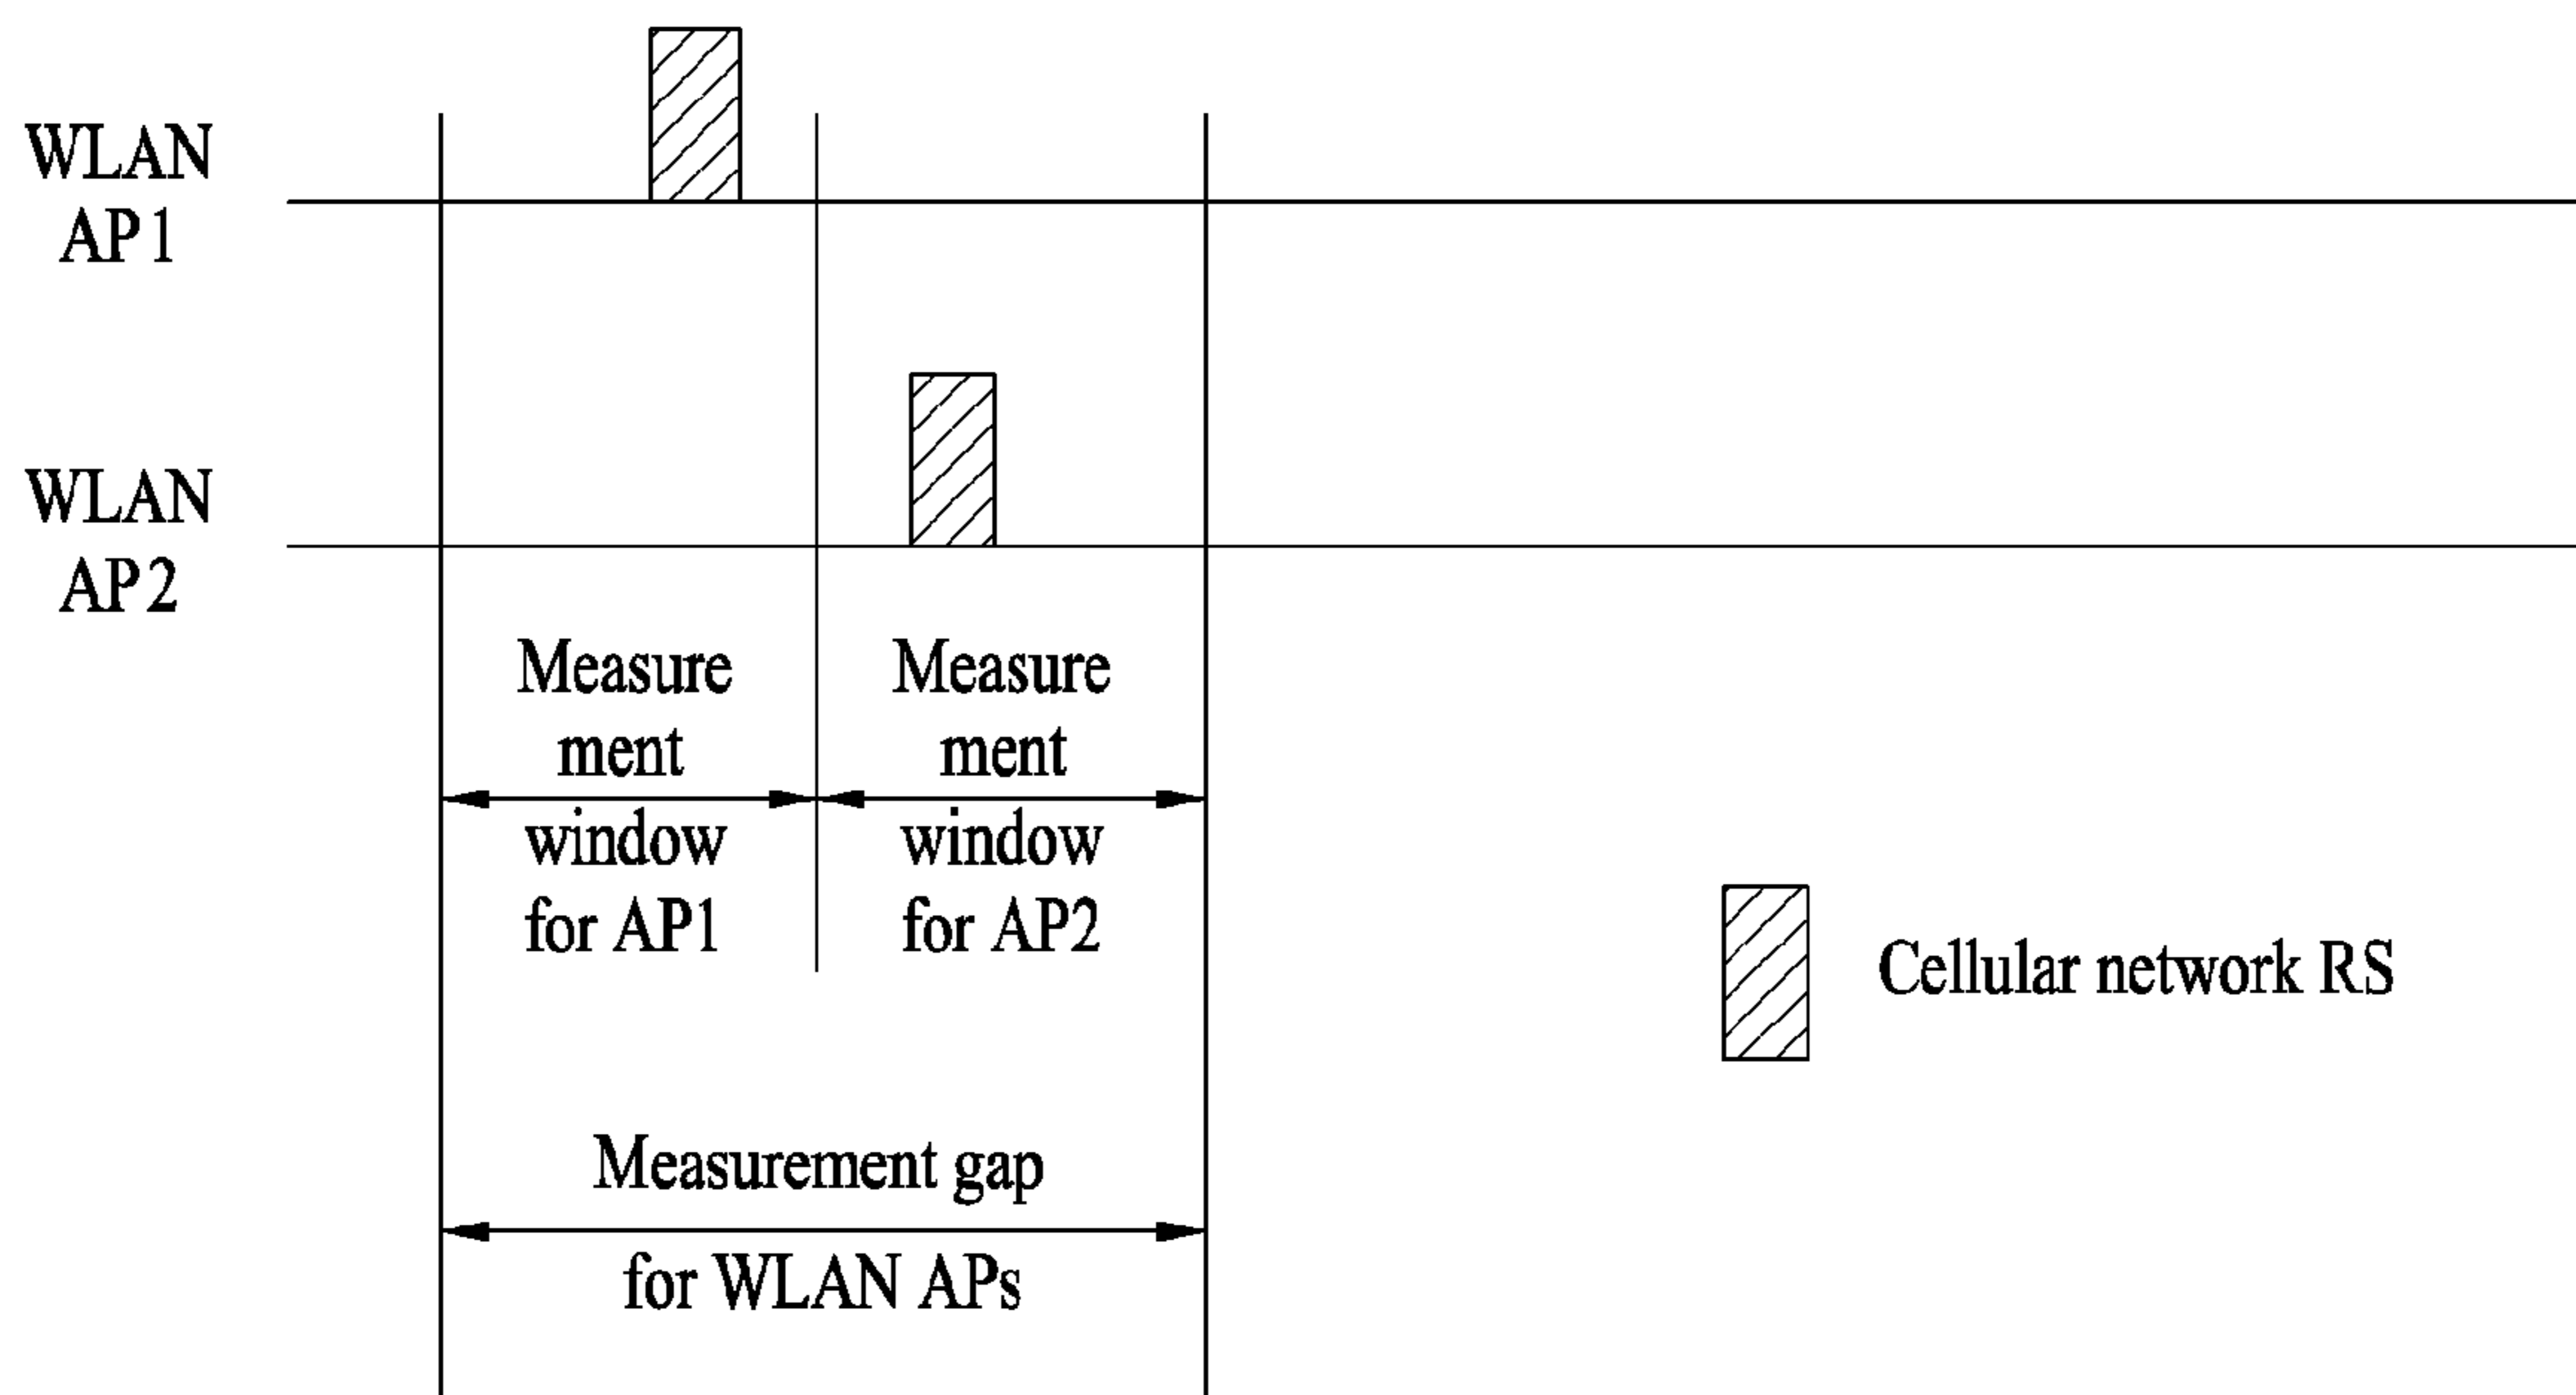 WLAN
AP1
WLAN
AP2
Measure
ment
window
for AP1
Measure
ment
window
for AP2
Cellular network RS
Measurement gap
for WLAN APs